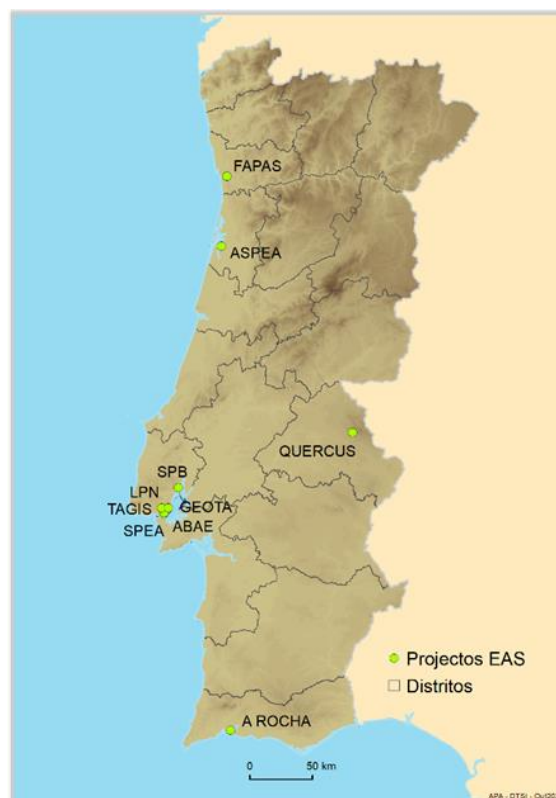 FAPAS
ASPEA
QUERCUS
SPB
LPN
TAGIS
GEOTA
SPEA
ABAE
Projectos EAS
Distritos
A ROCHA
0
50 km